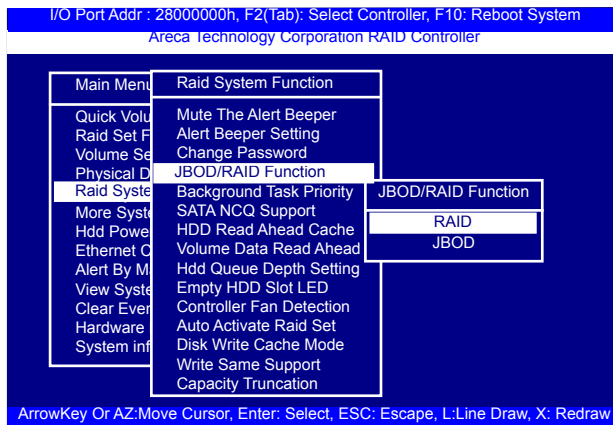 I/O Port Addr : 28000000h, F2(Tab): Select Controller, F10: Reboot System
Areca Technology Corporation RAID Controller
Main Menu
Quick Volu
Raid Set F
Volume Se
Physical D
Raid Syste
More Syste
Hdd Powe
Ethernet C
Alert By M
View Syste
Clear Even
Hardware
System inf
Raid System Function
Mute The Alert Beeper
Alert Beeper Setting
Change Password
JBOD/RAID Function
Background Task Priority
SATA NCQ Support
HDD Read Ahead Cache
Volume Data Read Ahead
Hdd Queue Depth Setting
Empty HDD Slot LED
Controller Fan Detection
Auto Activate Raid Set
Disk Write Cache Mode
Write Same Support
Capacity Truncation
JBOD/RAID Function
RAID
JBOD
ArrowKey Or AZ:Move Cursor, Enter: Select, ESC: Escape, L:Line Draw, X: Redraw